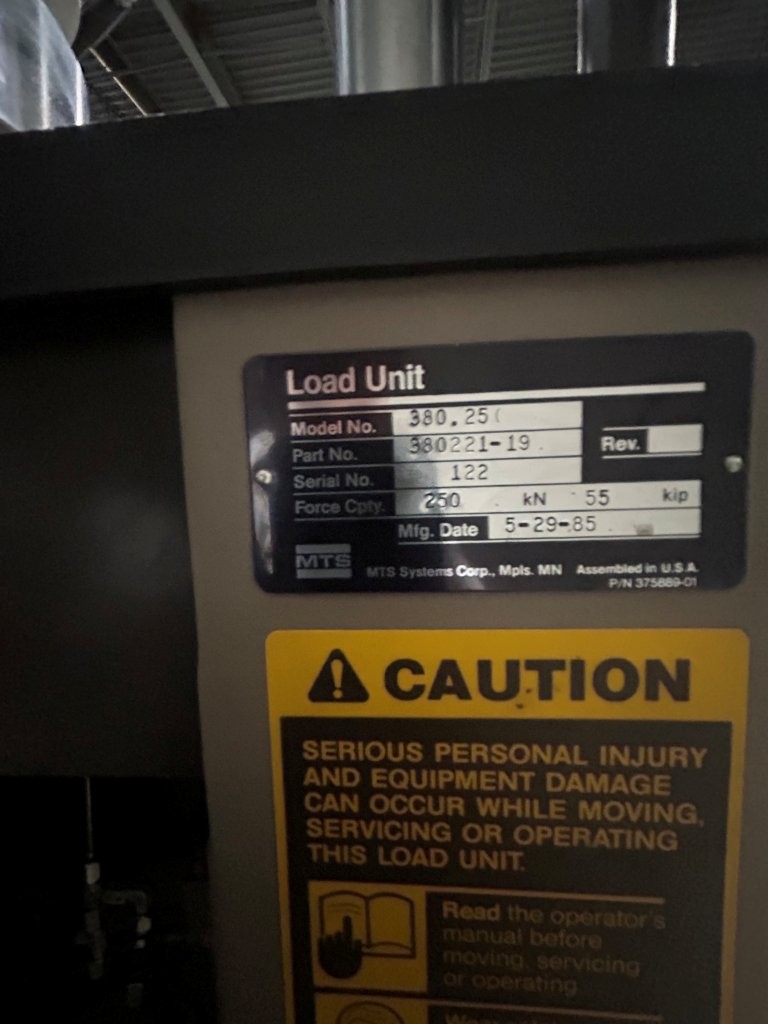 Load Unit
Model No. 380.25
Part No. 380221-19
Rev.
Serial No. 122
Force Cpty. 250 kN 55 kip
Mfg. Date 5-29-85
MTS MTS Systems Corp., Mpls. MN Assembled in U.S.A.
P/N 375889-01
CAUTION
SERIOUS PERSONAL INJURY
AND EQUIPMENT DAMAGE
CAN OCCUR WHILE MOVING,
SERVICING OR OPERATING
THIS LOAD UNIT.
Read the operator's
manual before
moving, servicing
or operating